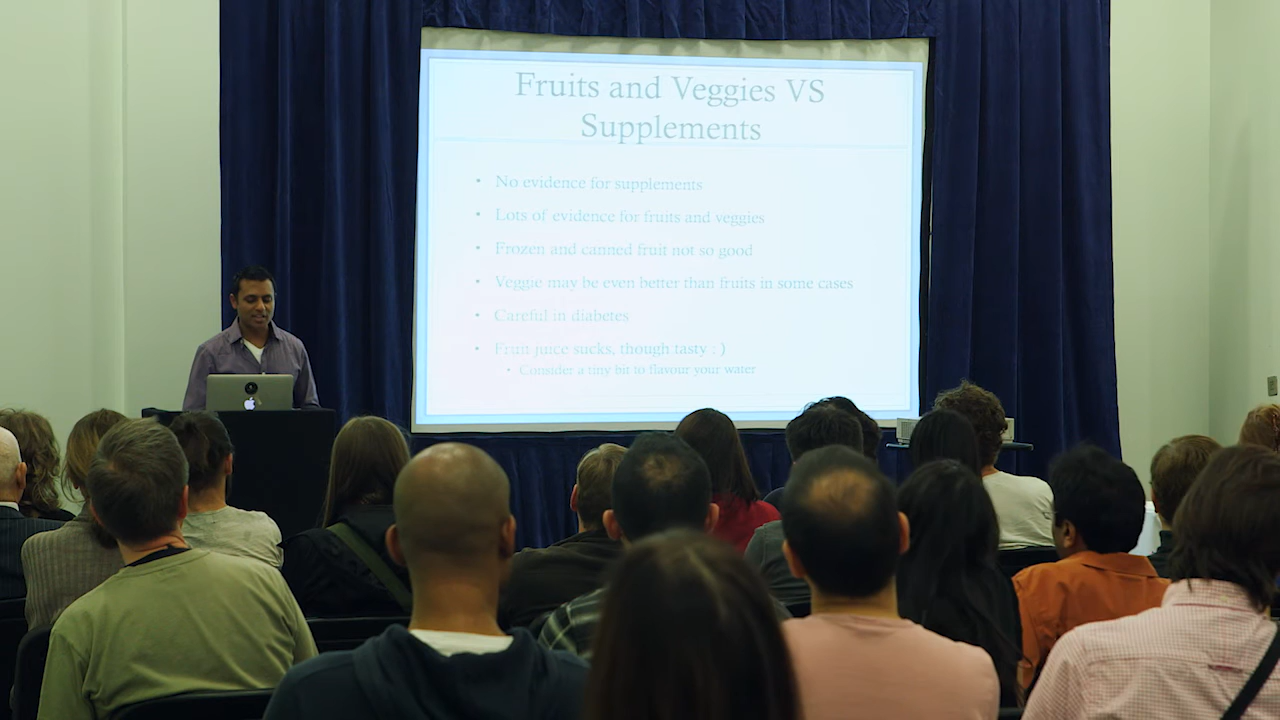 Fruits and Veggies VS
Supplements
• No evidence for supplements
• Lots of evidence for fruits and veggies
• Frozen and canned fruit not so good
• Veggie may be even better than fruits in some cases
• Careful in diabetes
• Fruit juice sucks, though tasty ; )
• Consider a tiny bit to flavour your water